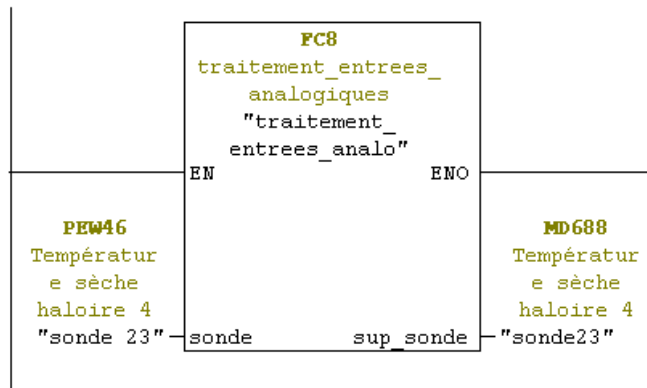 FC8
traitement_entrees_
analogiques
"traitement_
entrees_analo"
EN
ENO
PEW46
Températur
e sèche
haloire 4
"sonde 23"
sonde
sup_sonde
MD688
Températur
e sèche
haloire 4
"sonde23"